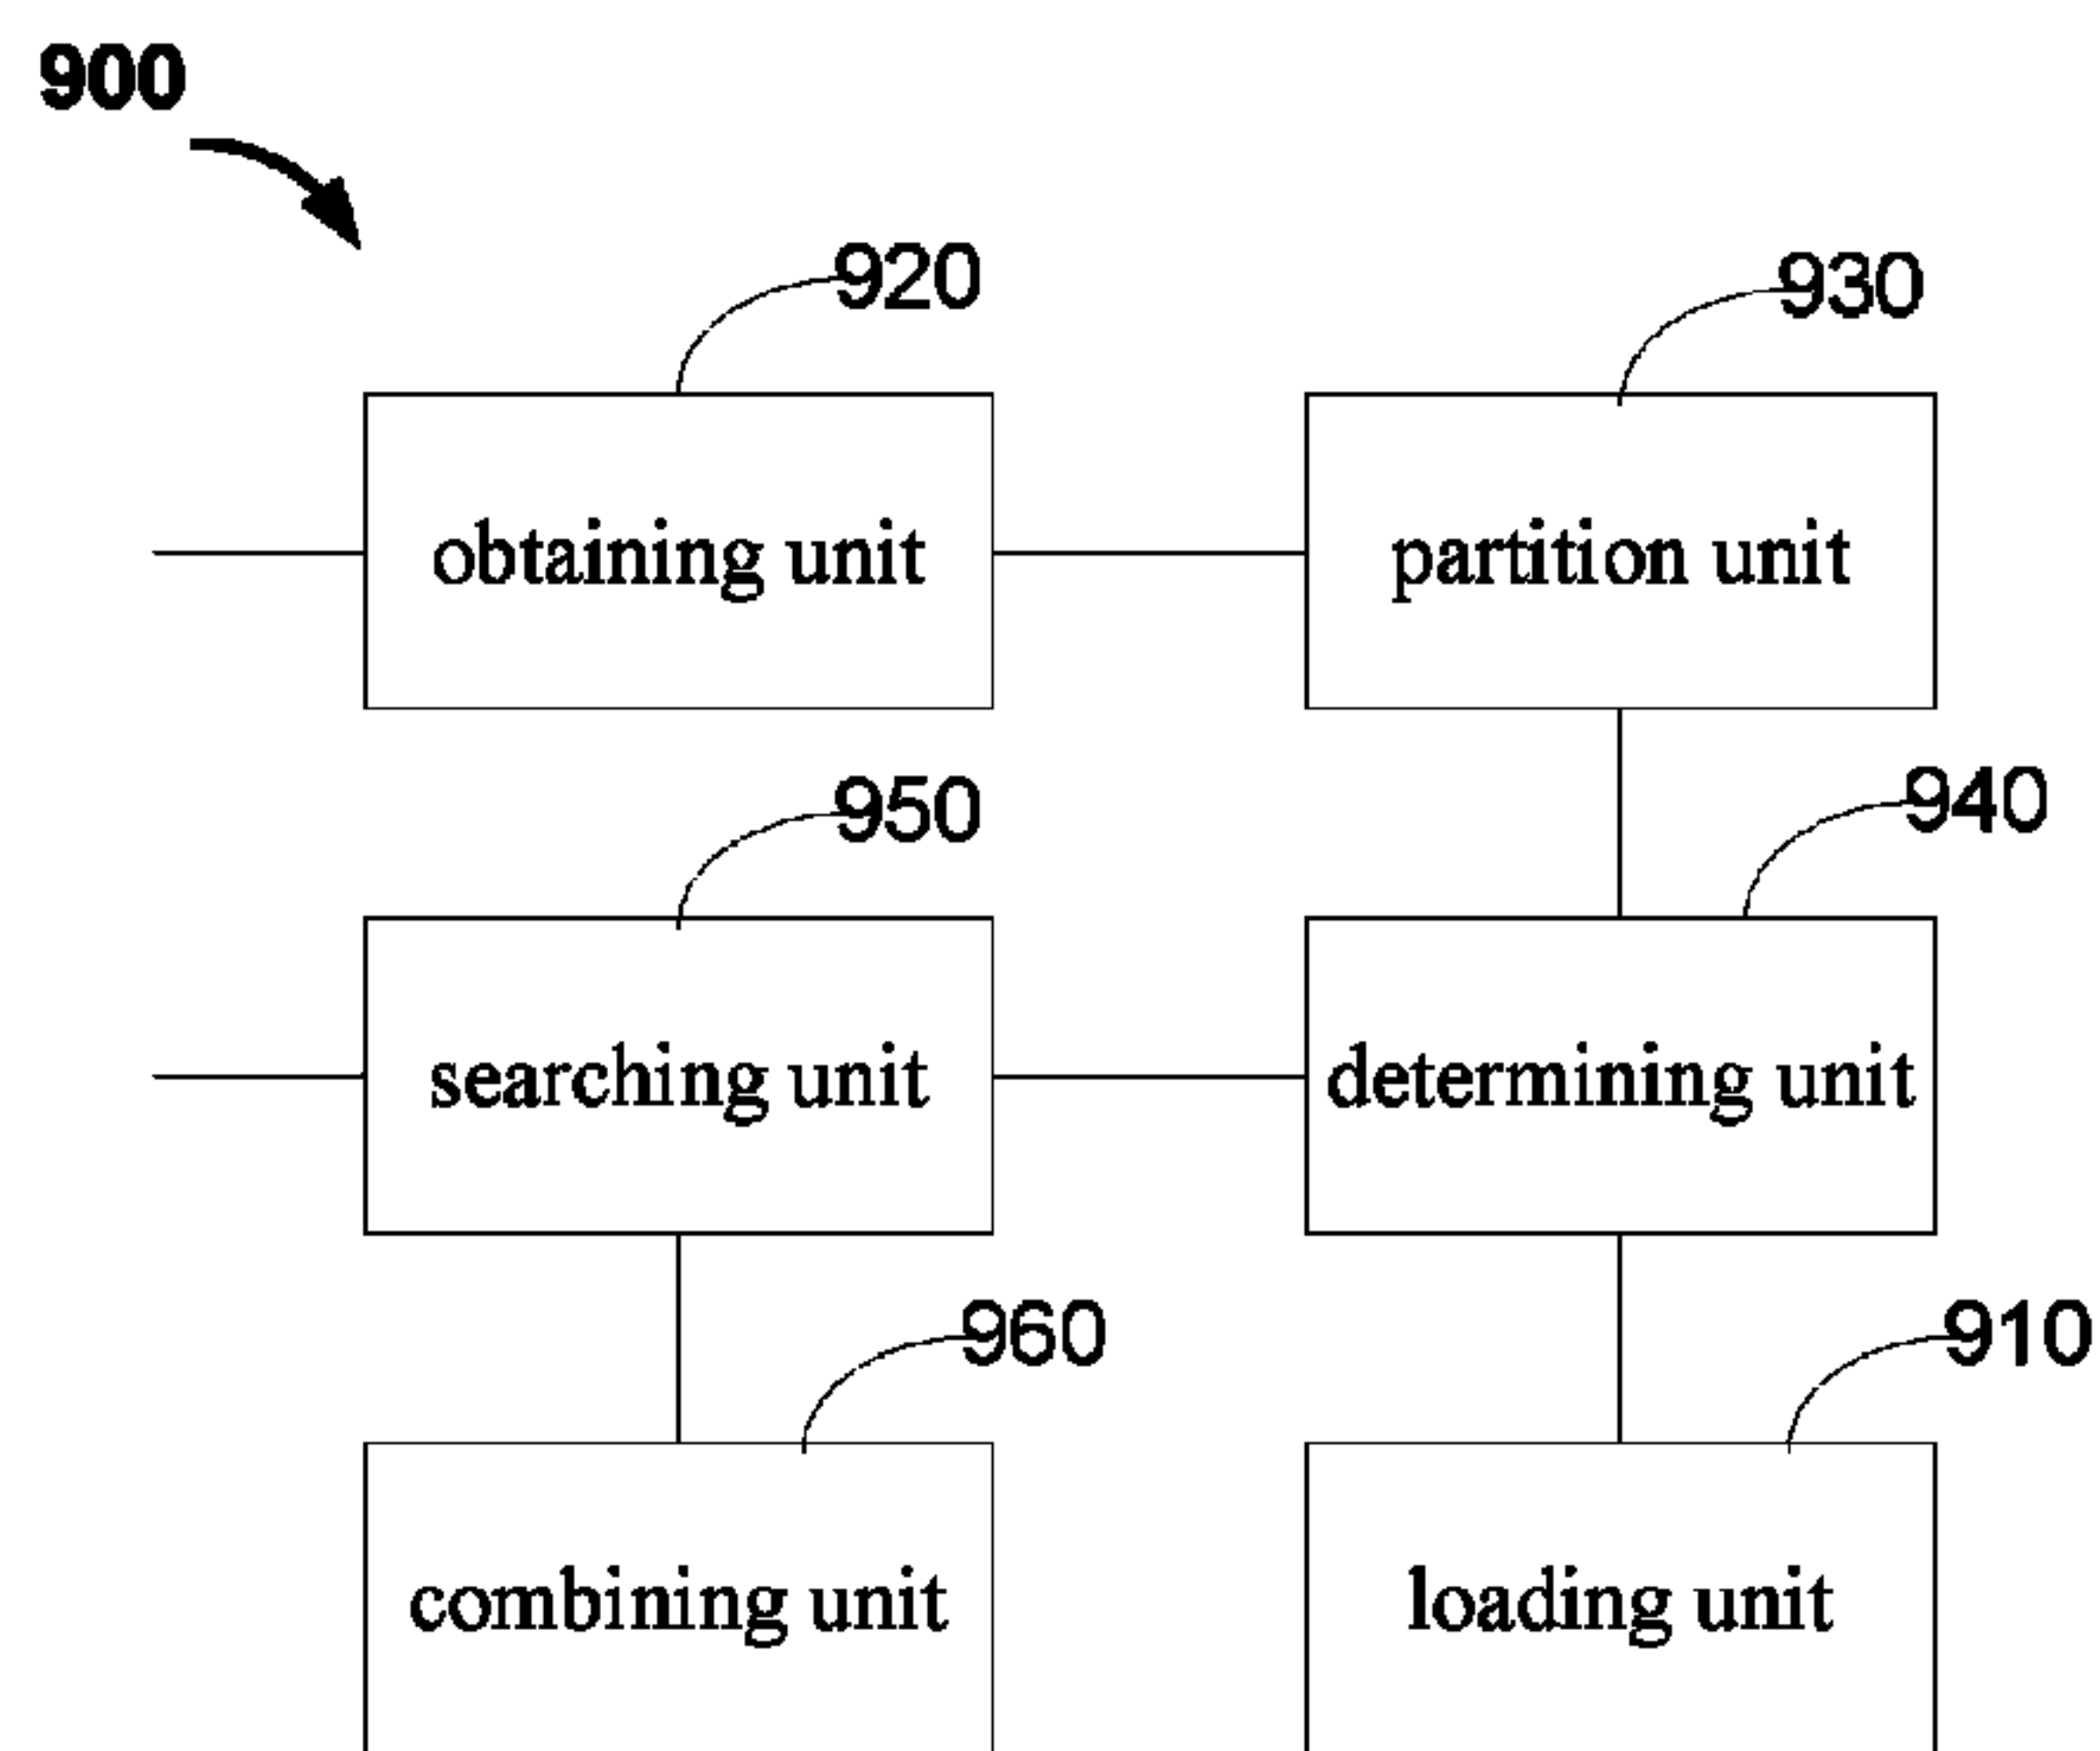 900
920
930
obtaining unit
partition unit
950
940
searching unit
determining unit
960
910
combining unit
loading unit